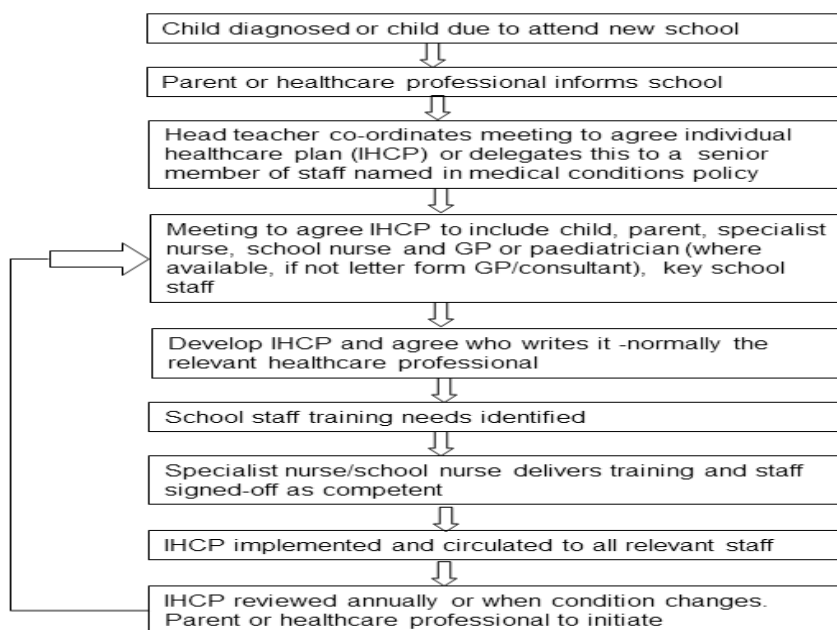 Child diagnosed or child due to attend new school
Parent or healthcare professional informs school
Head teacher co-ordinates meeting to agree individual
healthcare plan (IHCP) or delegates this to a senior
member of staff named in medical conditions policy
Meeting to agree IHCP to include child, parent, specialist
nurse, school nurse and GP or paediatrician (where
available, if not letter form GP/consultant), key school
staff
Develop IHCP and agree who writes it -normally the
relevant healthcare professional
School staff training needs identified
Specialist nurse/school nurse delivers training and staff
signed-off as competent
IHCP implemented and circulated to all relevant staff
IHCP reviewed annually or when condition changes.
Parent or healthcare professional to initiate